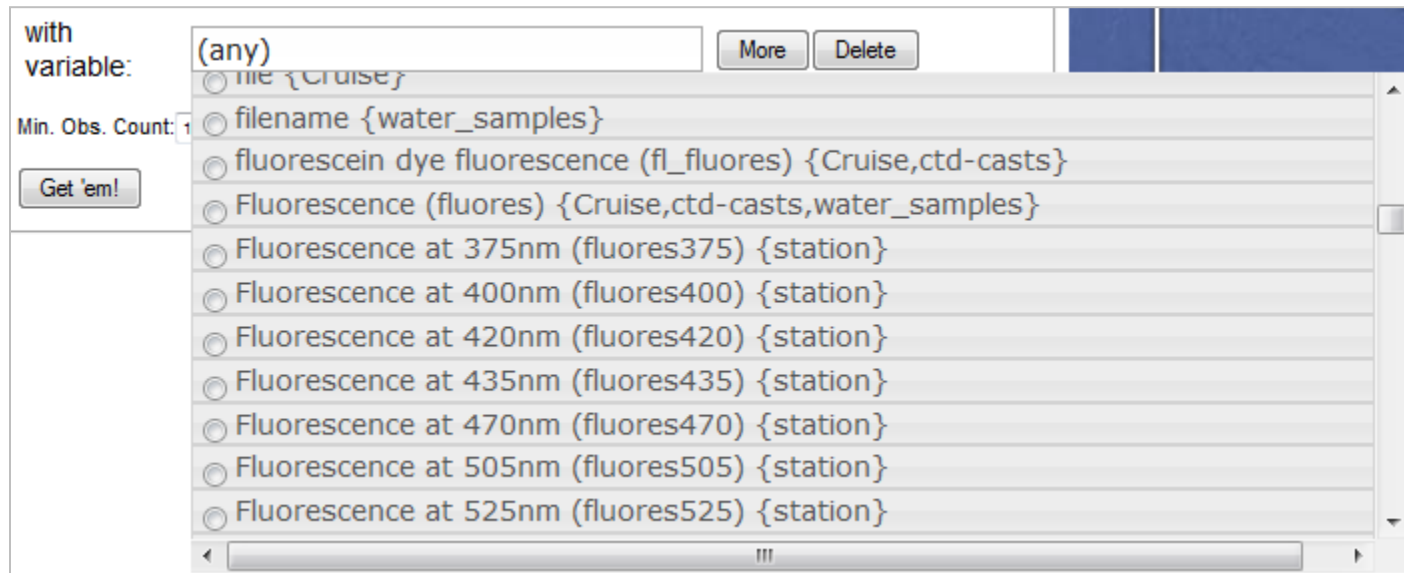 with
variable:
(any)
More
Delete
file {Cruise}
Min. Obs. Count:
filename {water_samples}
fluorescein dye fluorescence (fl_fluores) {Cruise,ctd-casts}
Get 'em!
Fluorescence (fluores) {Cruise,ctd-casts,water_samples}
Fluorescence at 375nm (fluores375) {station}
Fluorescence at 400nm (fluores400) {station}
Fluorescence at 420nm (fluores420) {station}
Fluorescence at 435nm (fluores435) {station}
Fluorescence at 470nm (fluores470) {station}
Fluorescence at 505nm (fluores505) {station}
Fluorescence at 525nm (fluores525) {station}